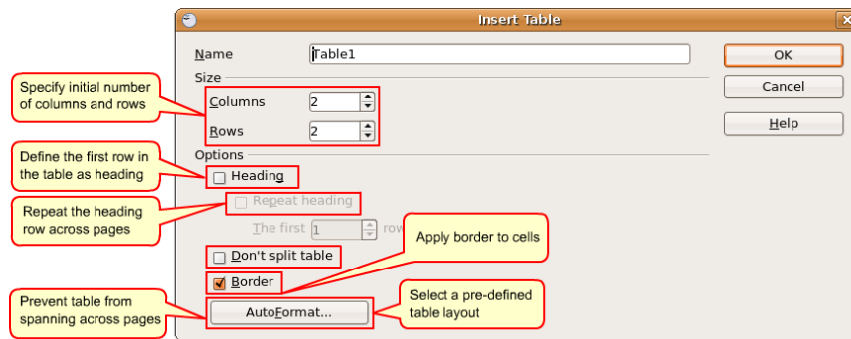 Insert Table
Name
Table1
OK
Size
Cancel
Specify initial number
of columns and rows
Columns
2
Rows
2
Help
Options
Define the first row in
the table as heading
Heading
Repeat the heading
row across pages
Repeat heading
The first 1 row
Apply border to cells
Don't split table
Border
Prevent table from
spanning across pages
AutoFormat...
Select a pre-defined
table layout